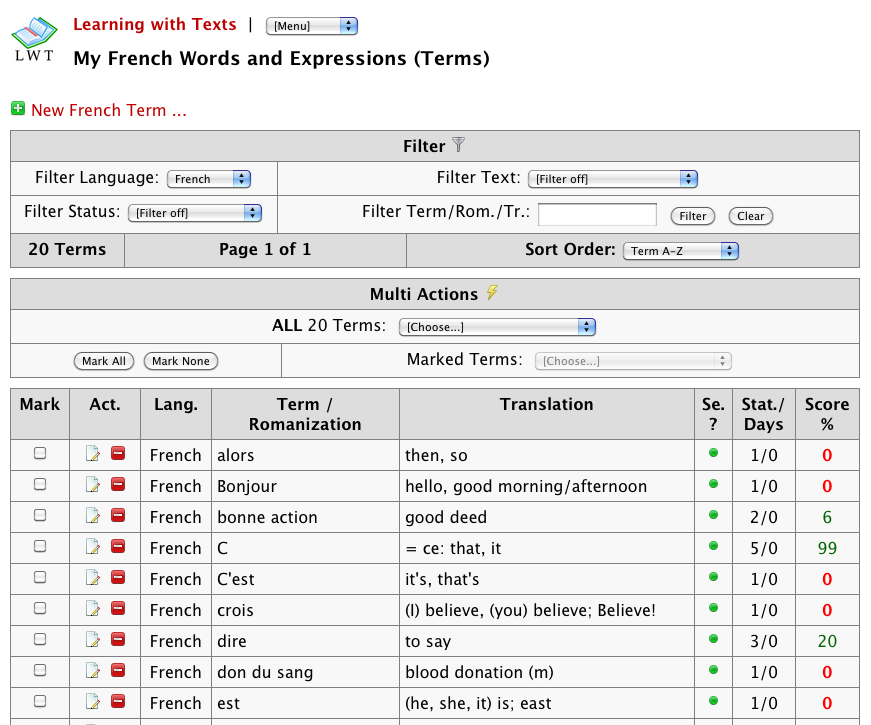 Learning with Texts | [Menu]
LWT
My French Words and Expressions (Terms)
New French Term ...
Filter
Filter Language: French Filter Text: [Filter off]
Filter Status: [Filter off] Filter Term/Rom./Tr.: Filter Clear
20 Terms Page 1 of 1 Sort Order: Term A-Z
Multi Actions
ALL 20 Terms: [Choose...]
Mark All Mark None Marked Terms: [Choose...]
Mark Act. Lang. Term / Translation Se. Stat./ Score
Romanization ? Days %
French alors then, so 1/0 0
French Bonjour hello, good morning/afternoon 1/0 0
French bonne action good deed 2/0 6
French C = ce: that, it 5/0 99
French C'est it's, that's 1/0 0
French crois (I) believe, (you) believe; Believe! 1/0 0
French dire to say 3/0 20
French don du sang blood donation (m) 1/0 0
French est (he, she, it) is; east 1/0 0